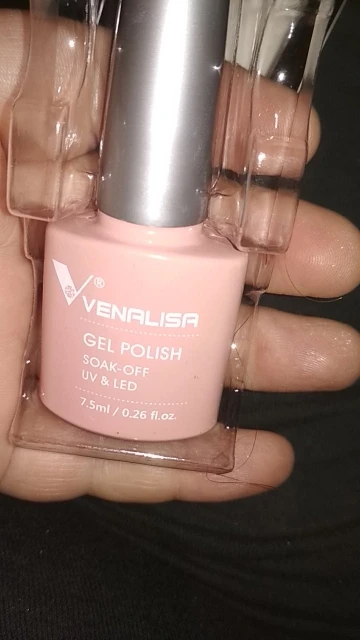 V®
VENALISA
GEL POLISH
SOAK-OFF
UV & LED
7.5ml / 0.26 fl.oz.